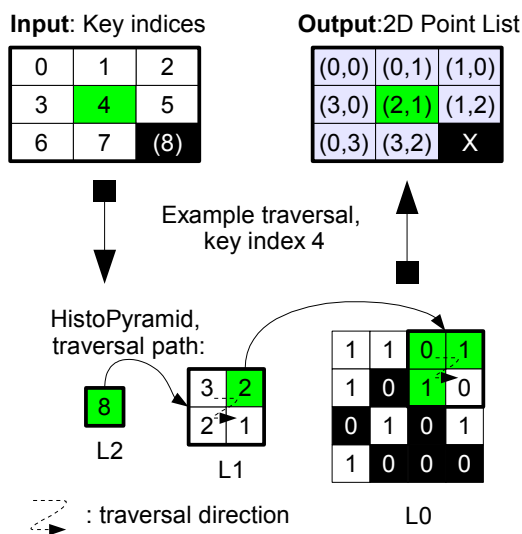 Input: Key indices
Output:2D Point List
0 1 2
3 4 5
6 7 (8)
(0,0) (0,1) (1,0)
(3,0) (2,1) (1,2)
(0,3) (3,2) X
Example traversal,
key index 4
HistoPyramid,
traversal path:
8
L2
3 2
2 1
L1
1 1 0 1
1 0 1 0
0 1 0 1
1 0 0 0
L0
: traversal direction